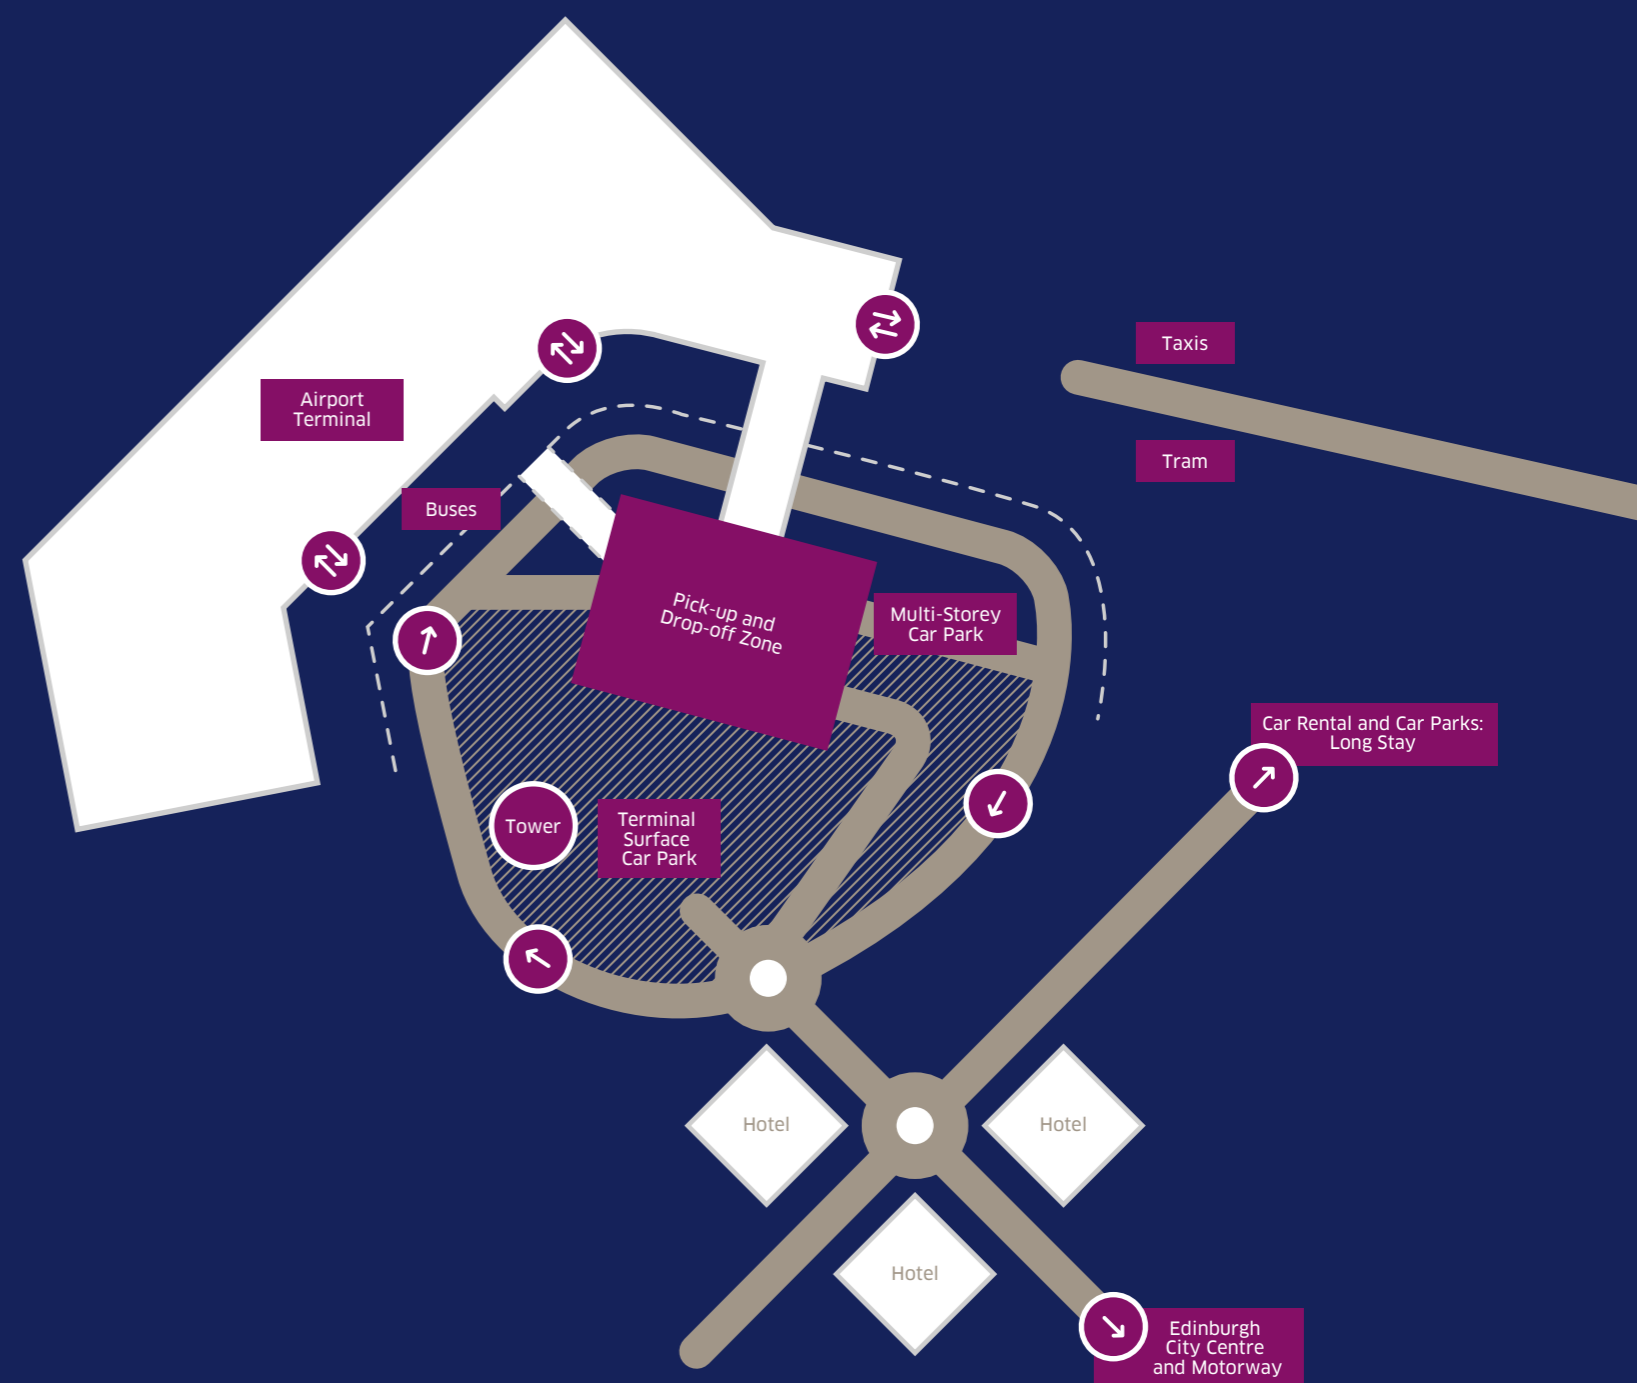 Taxis
Airport
Terminal
Tram
Buses
Pick-up and
Drop-off Zone
Multi-Storey
Car Park
Car Rental and Car Parks:
Long Stay
Tower
Terminal
Surface
Car Park
Hotel
Hotel
Hotel
Edinburgh
City Centre
and Motorway